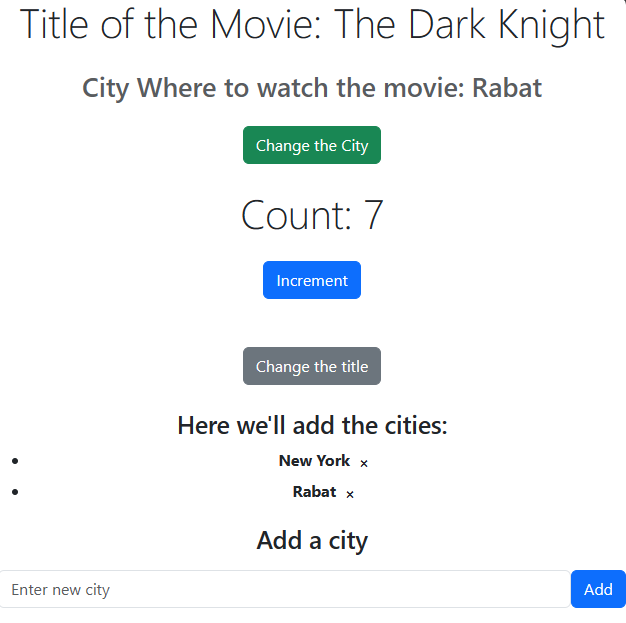 Title of the Movie: The Dark Knight
City Where to watch the movie: Rabat
Change the City
Count: 7
Increment
Change the title
Here we'll add the cities:
New York ×
Rabat ×
Add a city
Enter new city Add